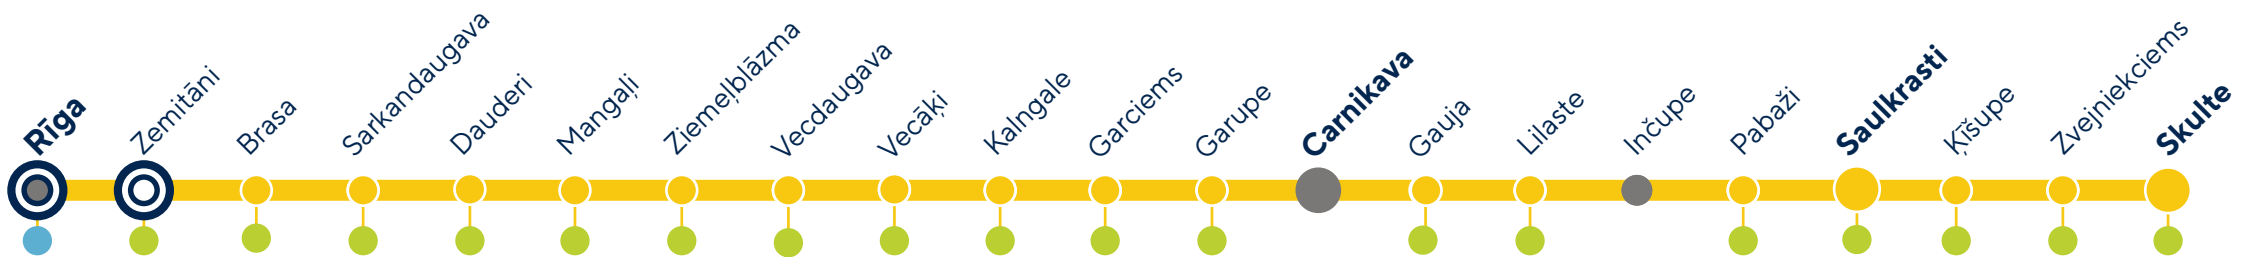 Rīga
Zemitāni
Brasa
Sarkandaugava
Dauderi
Mangaļi
Ziemeļblāzma
Vecdaugava
Vecāķi
Kalngale
Garciems
Garupe
Carnikava
Gauja
Lilaste
Inčupe
Pabaži
Saulkrasti
Ķīšupe
Zvejniekciems
Skulte